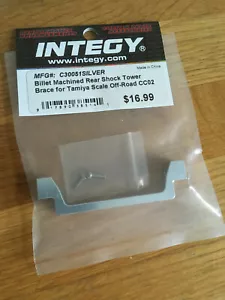 INTEGY
www.integy.com
Made in China
MFG#: C30051SILVER
Billet Machined Rear Shock Tower
Brace for Tamiya Scale Off-Road CC02
$16.99